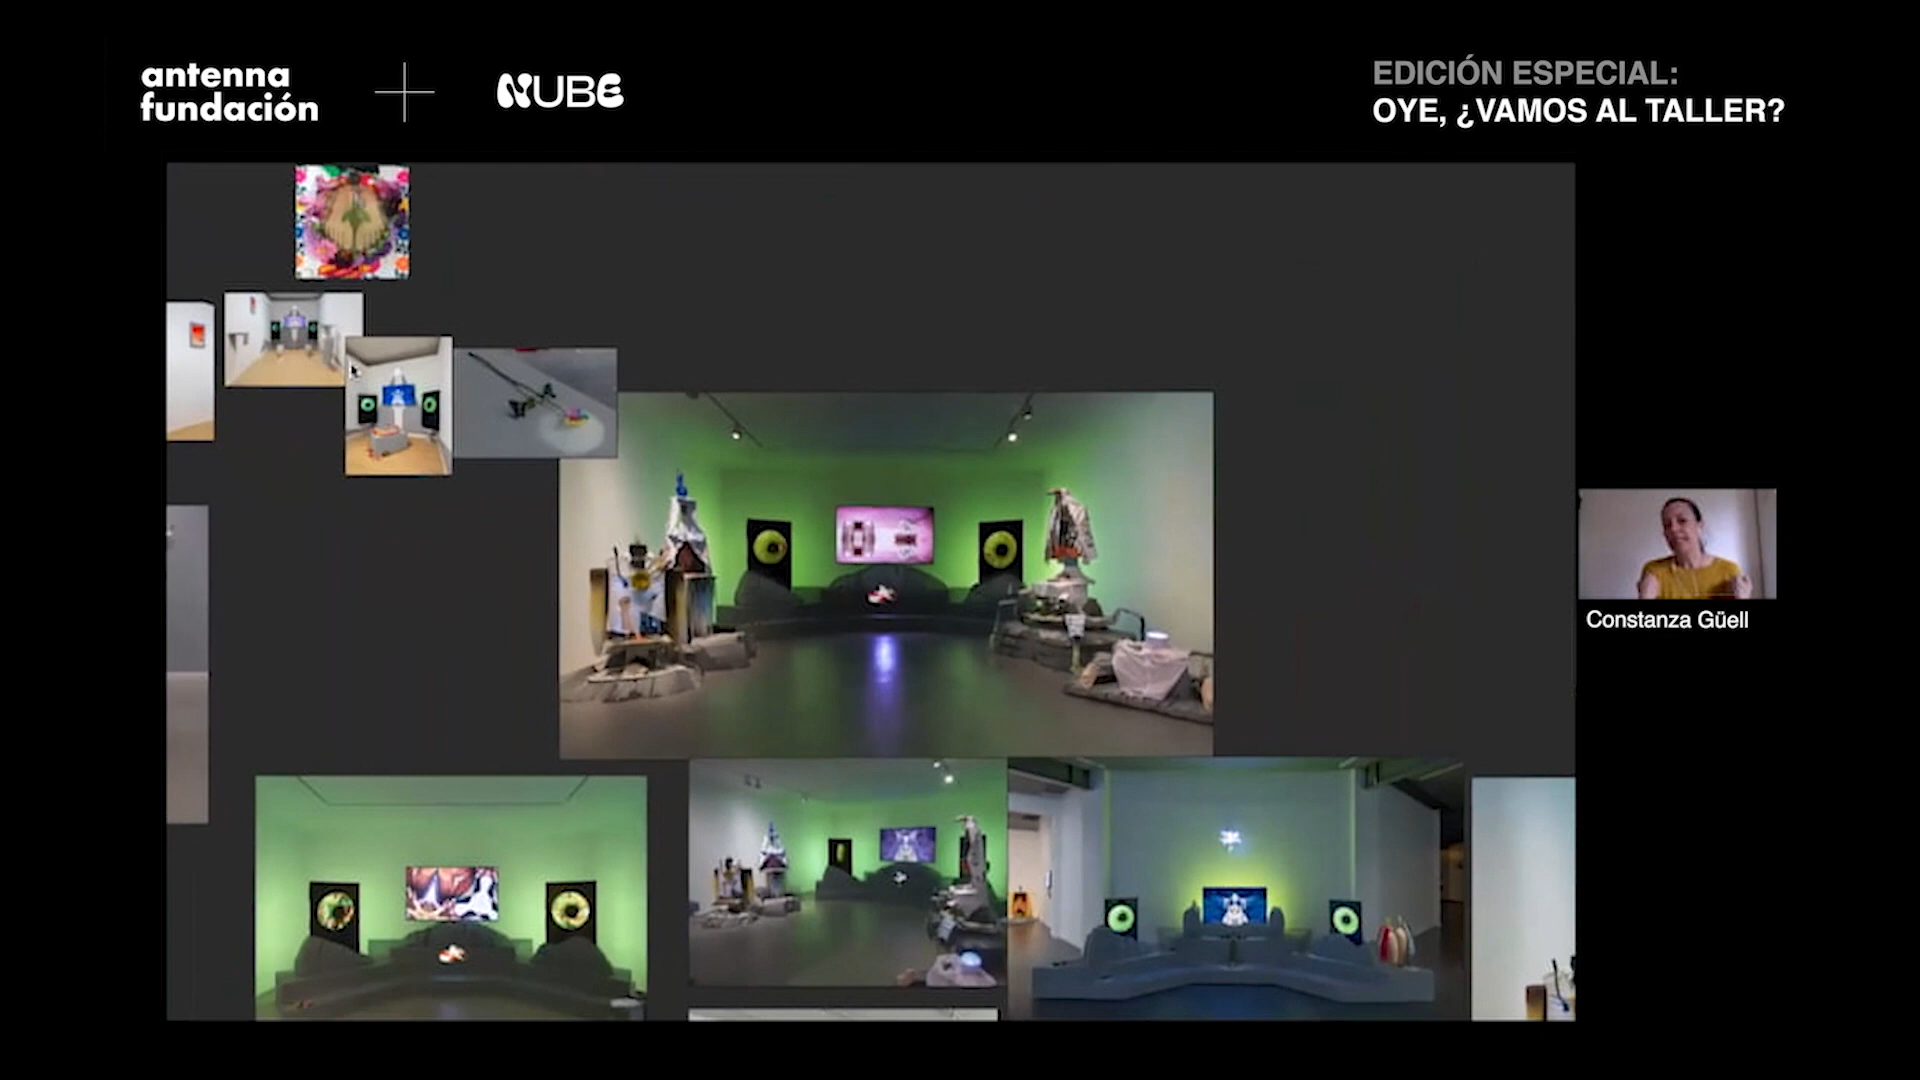 antenna
fundación
NUBE
EDICIÓN ESPECIAL:
OYE, ¿VAMOS AL TALLER?
Constanza Güell